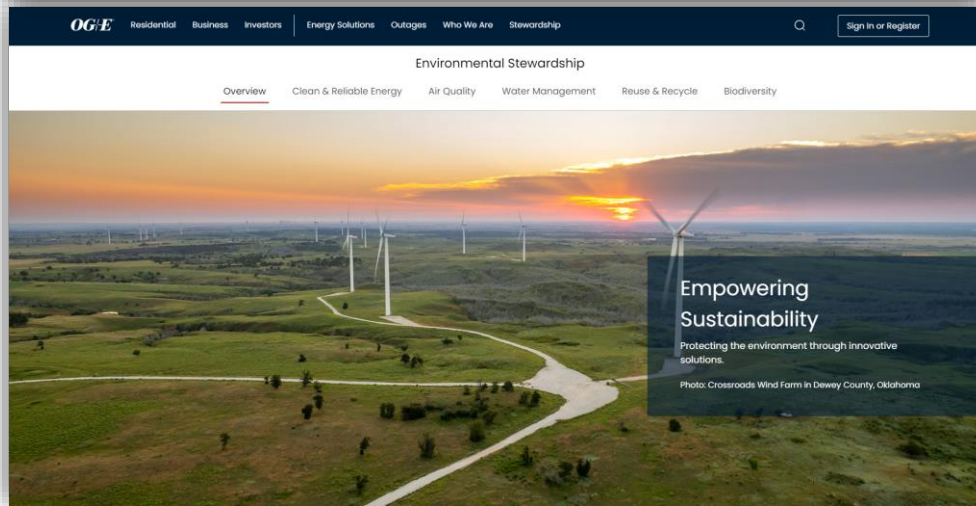 OG&E Residential Business Investors Energy Solutions Outages Who We Are Stewardship Sign In or Register
Environmental Stewardship
Overview Clean & Reliable Energy Air Quality Water Management Reuse & Recycle Biodiversity
Empowering
Sustainability
Protecting the environment through innovative
solutions.
Photo: Crossroads Wind Farm in Dewey County, Oklahoma